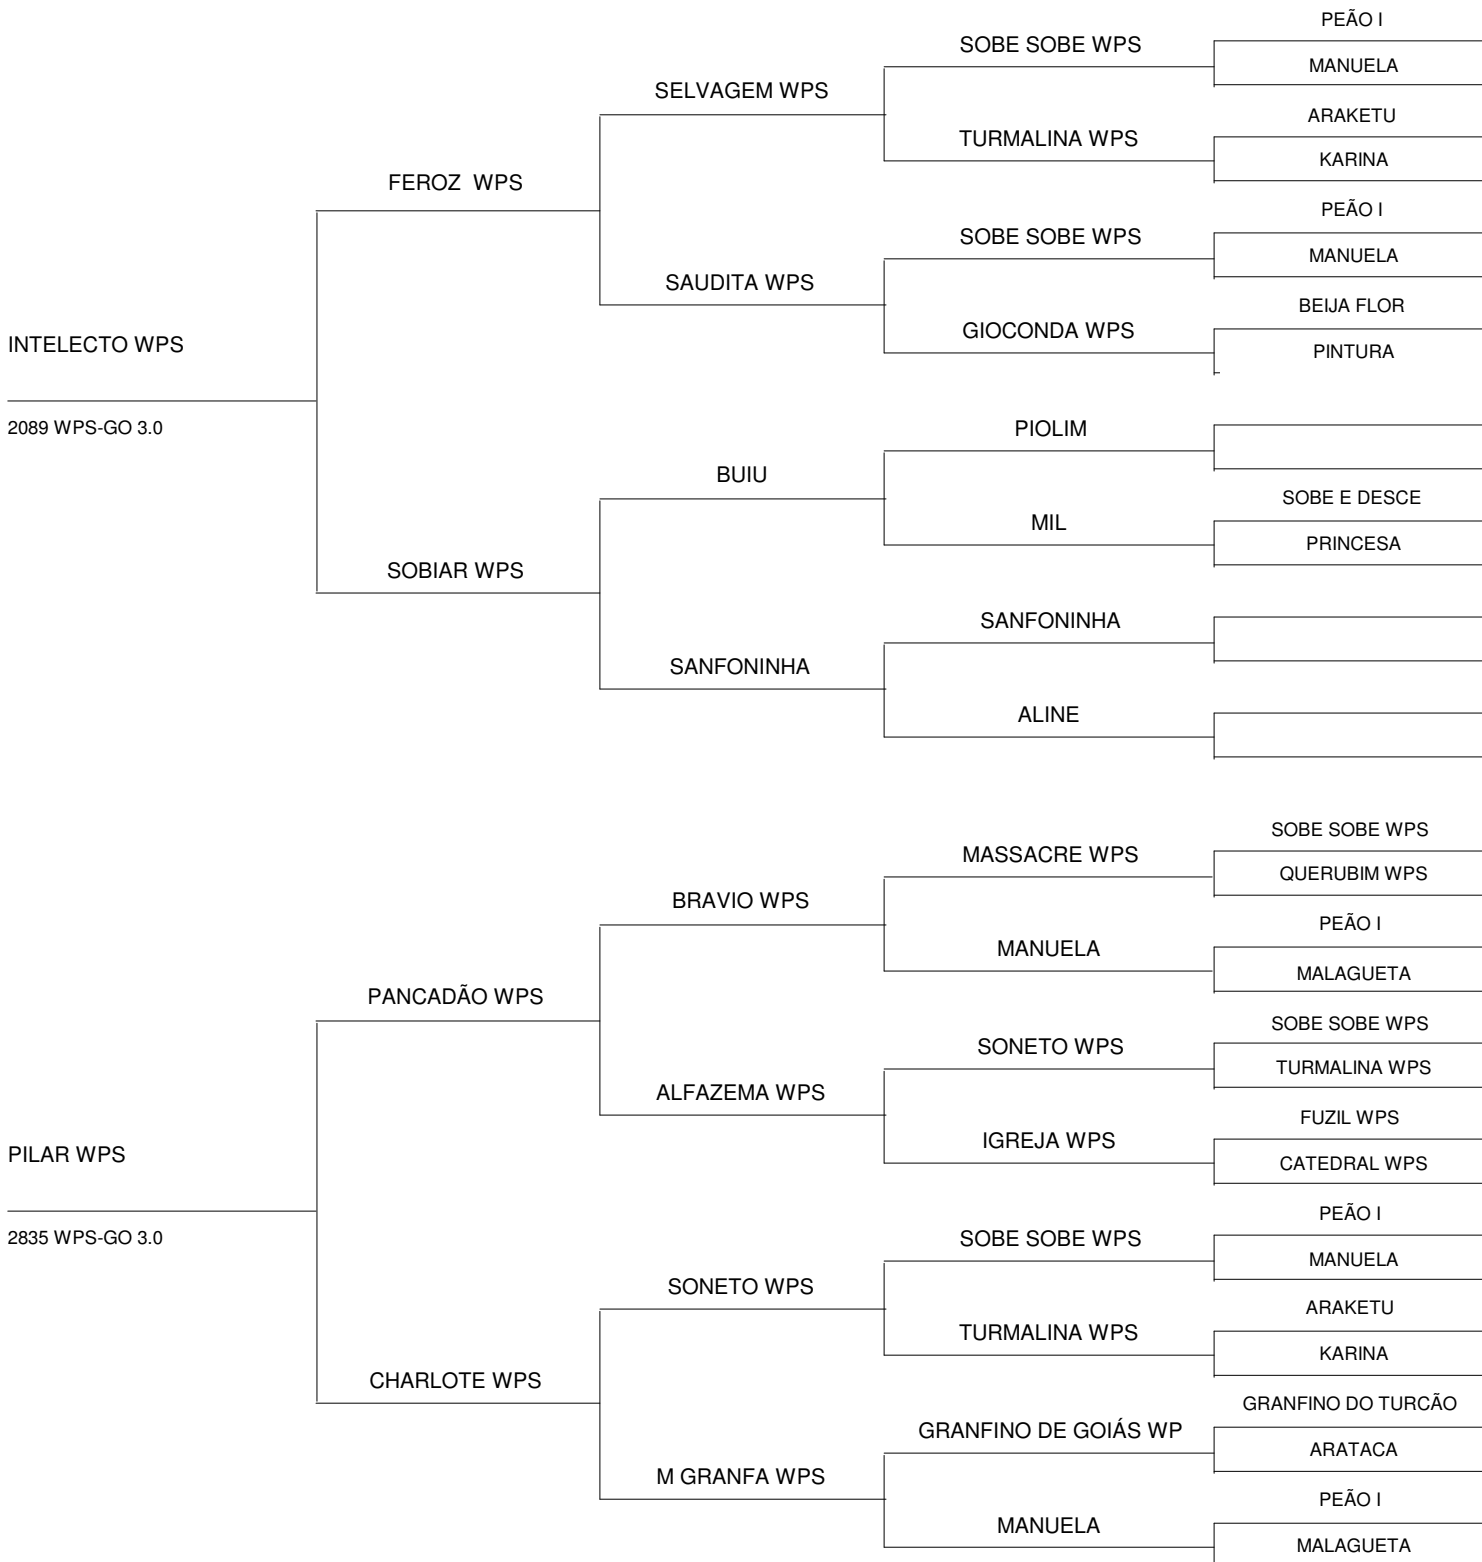 PEÃO I
SOBE SOBE WPS
MANUELA
SELVAGEM WPS
ARAKETU
TURMALINA WPS
KARINA
FEROZ  WPS
PEÃO I
SOBE SOBE WPS
MANUELA
SAUDITA WPS
BEIJA FLOR
GIOCONDA WPS
PINTURA
INTELECTO WPS
2089 WPS-GO 3.0
PIOLIM
BUIU
SOBE E DESCE
MIL
PRINCESA
SOBIAR WPS
SANFONINHA
SANFONINHA
ALINE
SOBE SOBE WPS
MASSACRE WPS
QUERUBIM WPS
BRAVIO WPS
PEÃO I
MANUELA
MALAGUETA
PANCADÃO WPS
SOBE SOBE WPS
SONETO WPS
TURMALINA WPS
ALFAZEMA WPS
FUZIL WPS
IGREJA WPS
CATEDRAL WPS
PILAR WPS
2835 WPS-GO 3.0
PEÃO I
SOBE SOBE WPS
MANUELA
SONETO WPS
ARAKETU
TURMALINA WPS
KARINA
CHARLOTE WPS
GRANFINO DO TURCÃO
GRANFINO DE GOIÁS WP
ARATACA
M GRANFA WPS
PEÃO I
MANUELA
MALAGUETA